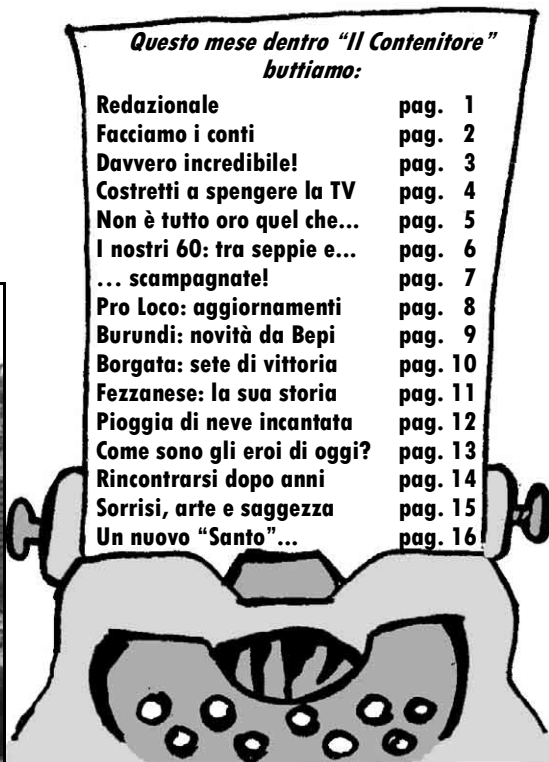 Questo mese dentro “Il Contenitore”
buttiamo:
Redazionale pag. 1
Facciamo i conti pag. 2
Davvero incredibile! pag. 3
Costretti a spengere la TV pag. 4
Non è tutto oro quel che... pag. 5
I nostri 60: tra seppie e... pag. 6
... scampagnate! pag. 7
Pro Loco: aggiornamenti pag. 8
Burundi: novità da Bepi pag. 9
Borgata: sete di vittoria pag. 10
Fezzanese: la sua storia pag. 11
Pioggia di neve incantata pag. 12
Come sono gli eroi di oggi? pag. 13
Rincontrarsi dopo anni pag. 14
Sorrisi, arte e saggezza pag. 15
Un nuovo “Santo”... pag. 16